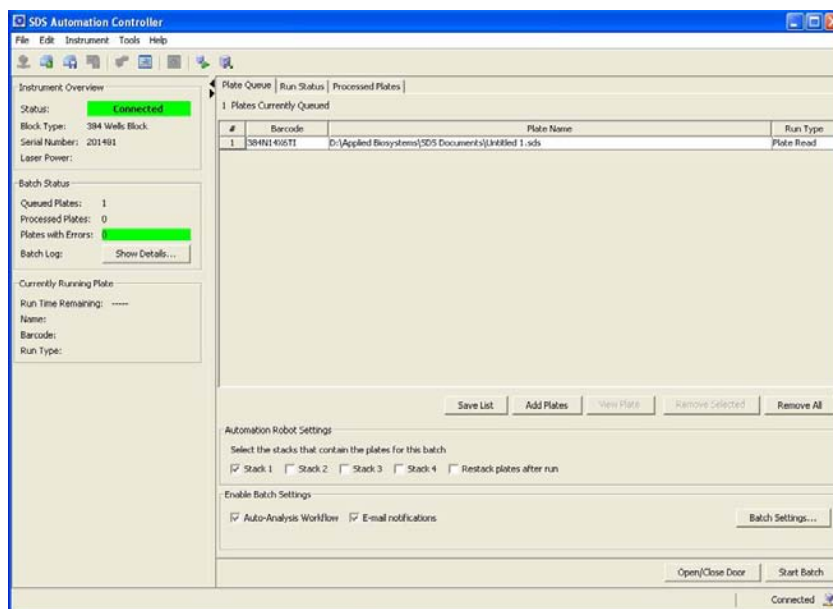 SDS Automation Controller
File Edit Instrument Tools Help
Instrument Overview
Status: Connected
Block Type: 384 Wells Block
Serial Number: 201481
Laser Power:
Batch Status
Queued Plates: 1
Processed Plates: 0
Plates with Errors: 0
Batch Log: Show Details...
Currently Running Plate
Run Time Remaining: -----
Name:
Barcode:
Run Type:
Plate Queue Run Status Processed Plates
1 Plates Currently Queued
# Barcode Plate Name Run Type
1 384N14X6TI D:\Applied Biosystems\SDS Documents\Untitled 1.sds Plate Read
Save List Add Plates View Plate Remove Selected Remove All
Automation Robot Settings
Select the stacks that contain the plates for this batch
Stack 1 Stack 2 Stack 3 Stack 4 Restack plates after run
Enable Batch Settings
Auto-Analysis Workflow E-mail notifications Batch Settings...
Open/Close Door Start Batch
Connected